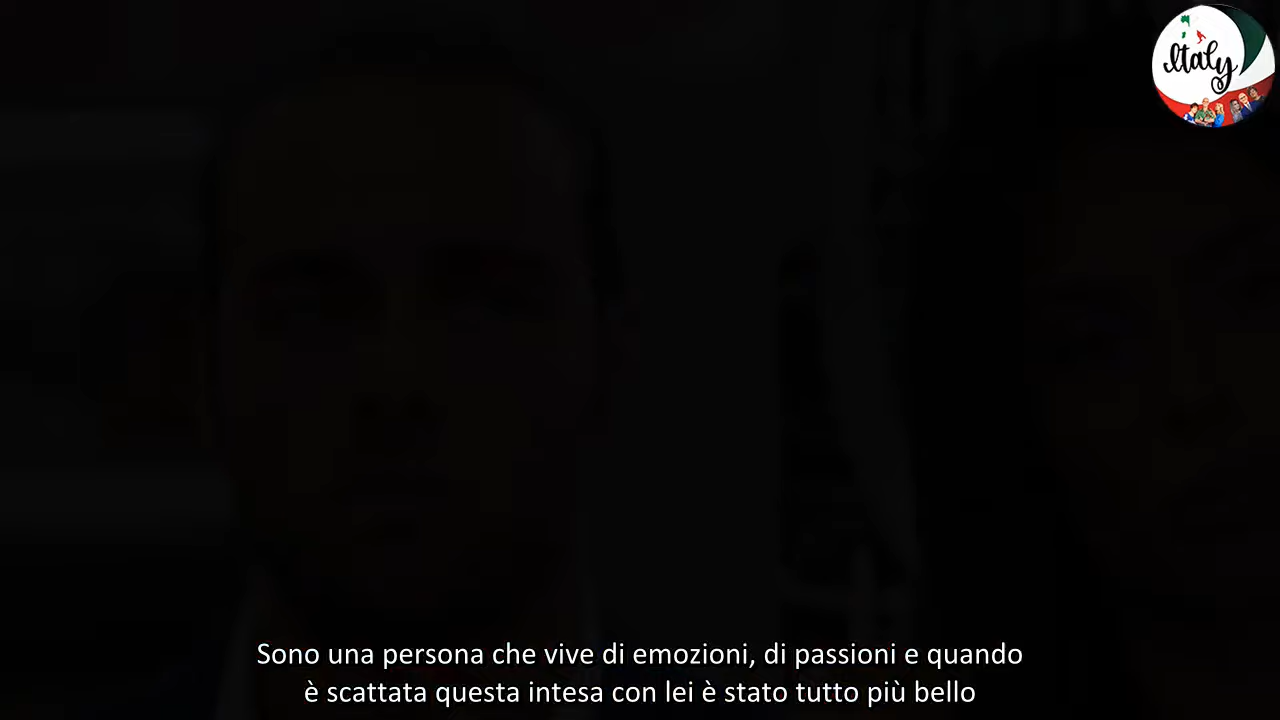 Italy
Sono una persona che vive di emozioni, di passioni e quando
è scattata questa intesa con lei è stato tutto più bello